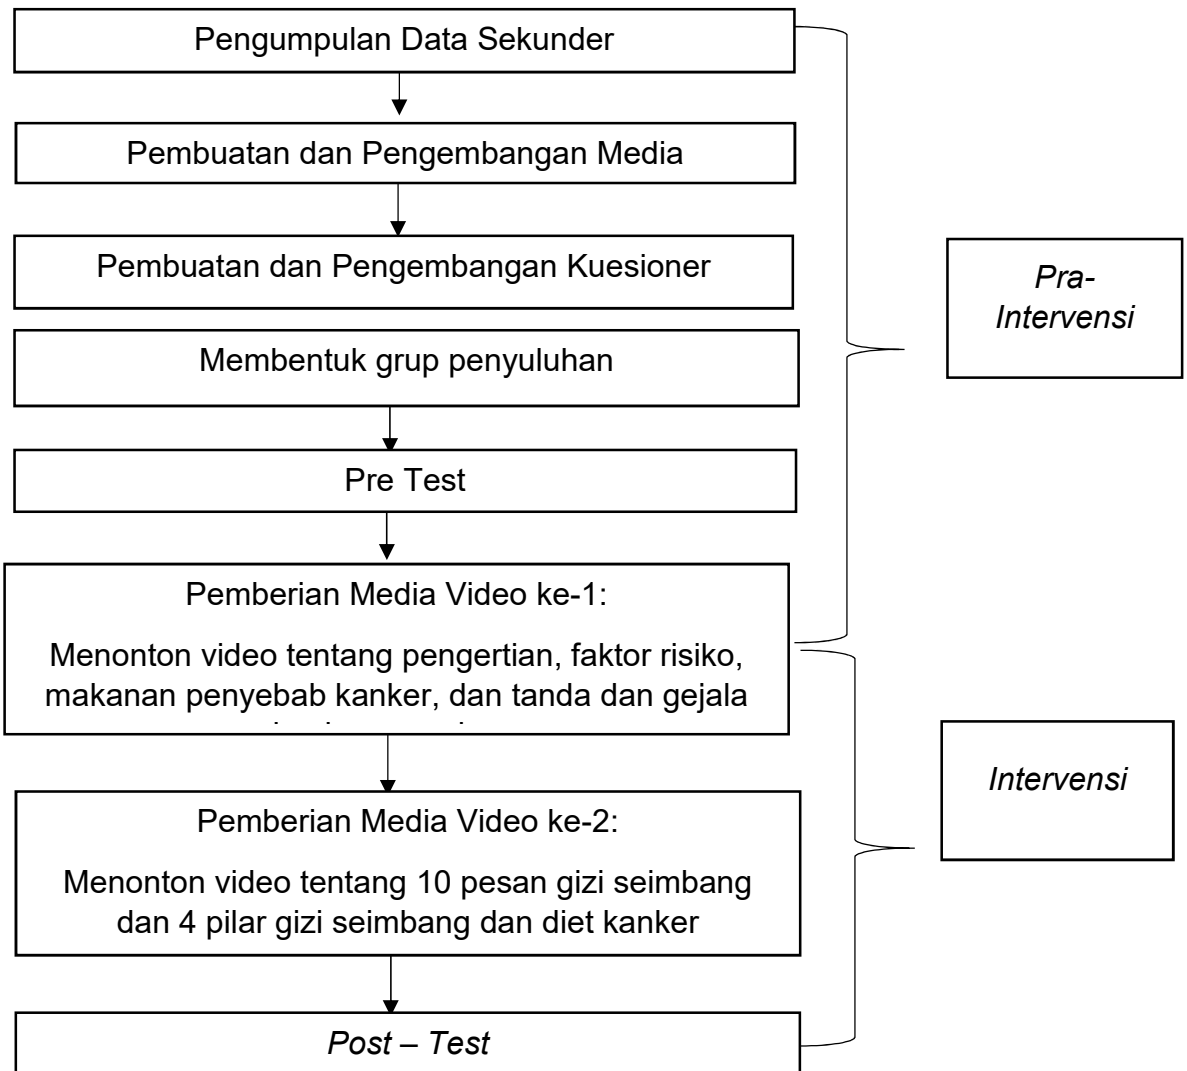 Pengumpulan Data Sekunder
Pembuatan dan Pengembangan Media
Pembuatan dan Pengembangan Kuesioner
Membentuk grup penyuluhan
Pre Test
Pra-
Intervensi
Pemberian Media Video ke-1:
Menonton video tentang pengertian, faktor risiko,
makanan penyebab kanker, dan tanda dan gejala
Pemberian Media Video ke-2:
Menonton video tentang 10 pesan gizi seimbang
dan 4 pilar gizi seimbang dan diet kanker
Intervensi
Post – Test